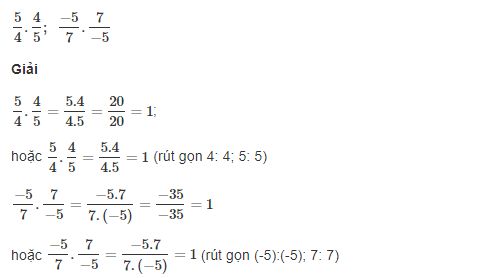 5/4 . 4/5; -5/7 . 7/-5
Giải
5/4 . 4/5 = 5.4/4.5 = 20/20 = 1;
hoặc 5/4 . 4/5 = 5.4/4.5 = 1 (rút gọn 4: 4; 5: 5)
-5/7 . 7/-5 = -5.7/7.(-5) = -35/-35 = 1
hoặc -5/7 . 7/-5 = -5.7/7.(-5) = 1 (rút gọn (-5):(-5); 7: 7)